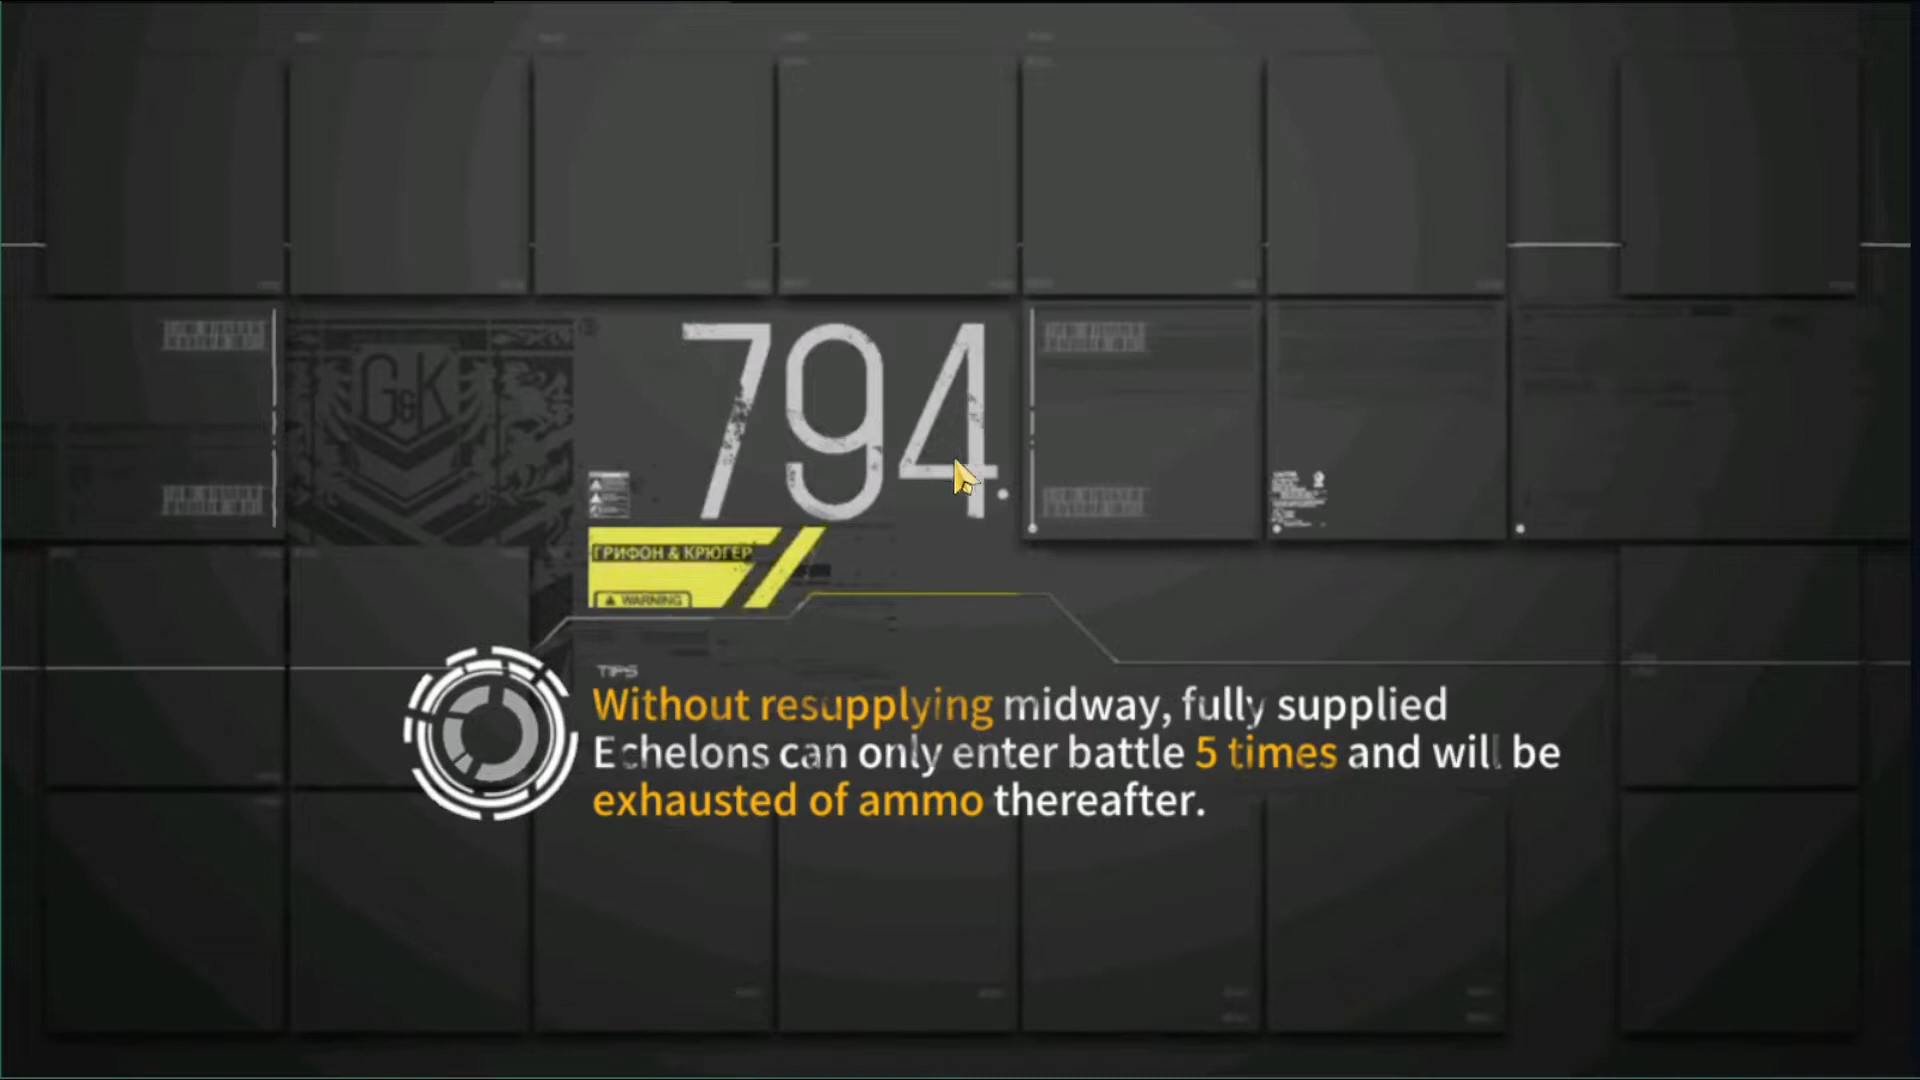 G&K
794.
ГРИФОН & КРЮГЕР
WARNING
TIPS
Without resupplying midway, fully supplied
Echelons can only enter battle 5 times and will be
exhausted of ammo thereafter.